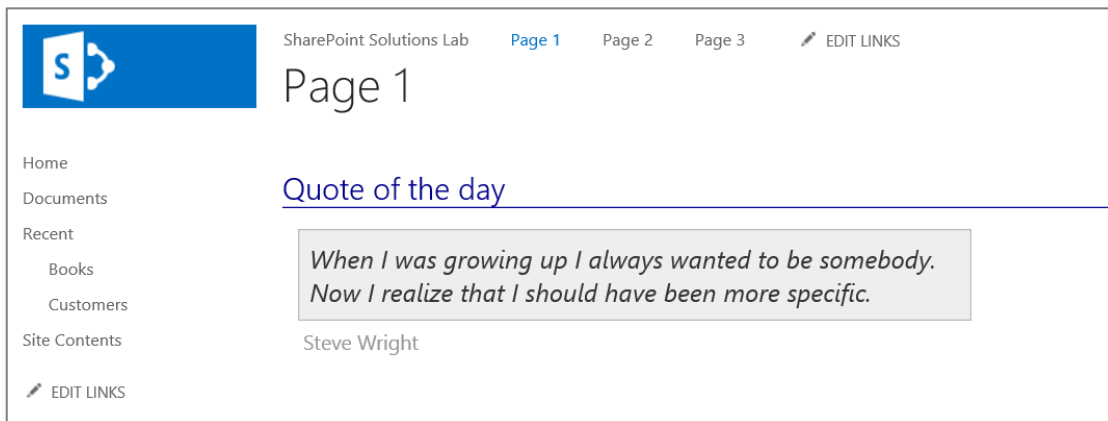 S
SharePoint Solutions Lab Page 1 Page 2 Page 3 EDIT LINKS
Page 1
Home
Documents
Recent
Books
Customers
Site Contents
EDIT LINKS
Quote of the day
When I was growing up I always wanted to be somebody.
Now I realize that I should have been more specific.
Steve Wright